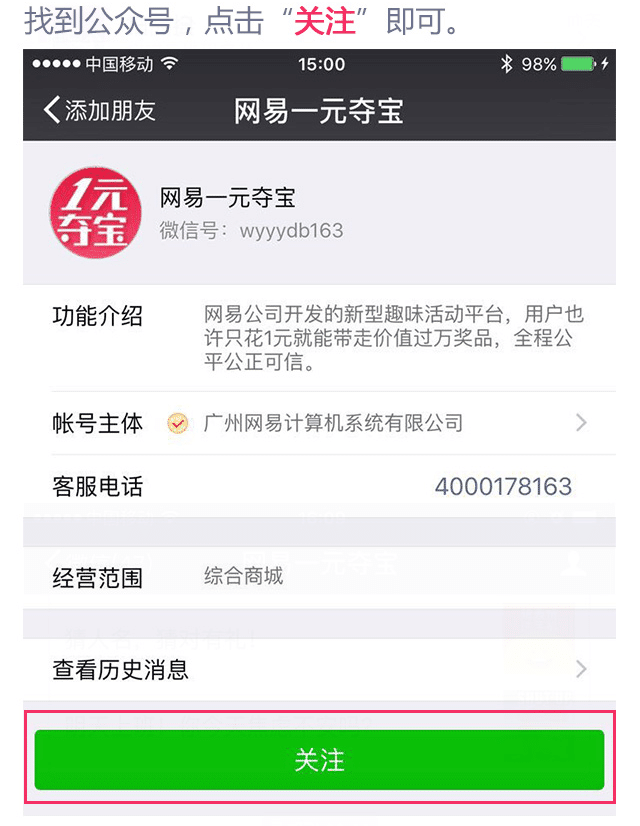 找到公众号，点击“关注”即可。
中国移动 15:00 98%
添加朋友 网易一元夺宝
1元
夺宝
网易一元夺宝
微信号：wyyydb163
功能介绍 网易公司开发的新型趣味活动平台，用户也
许只花1元就能带走价值过万奖品，全程公
平公正可信。
帐号主体 广州网易计算机系统有限公司
客服电话 4000178163
经营范围 综合商城
查看历史消息
关注